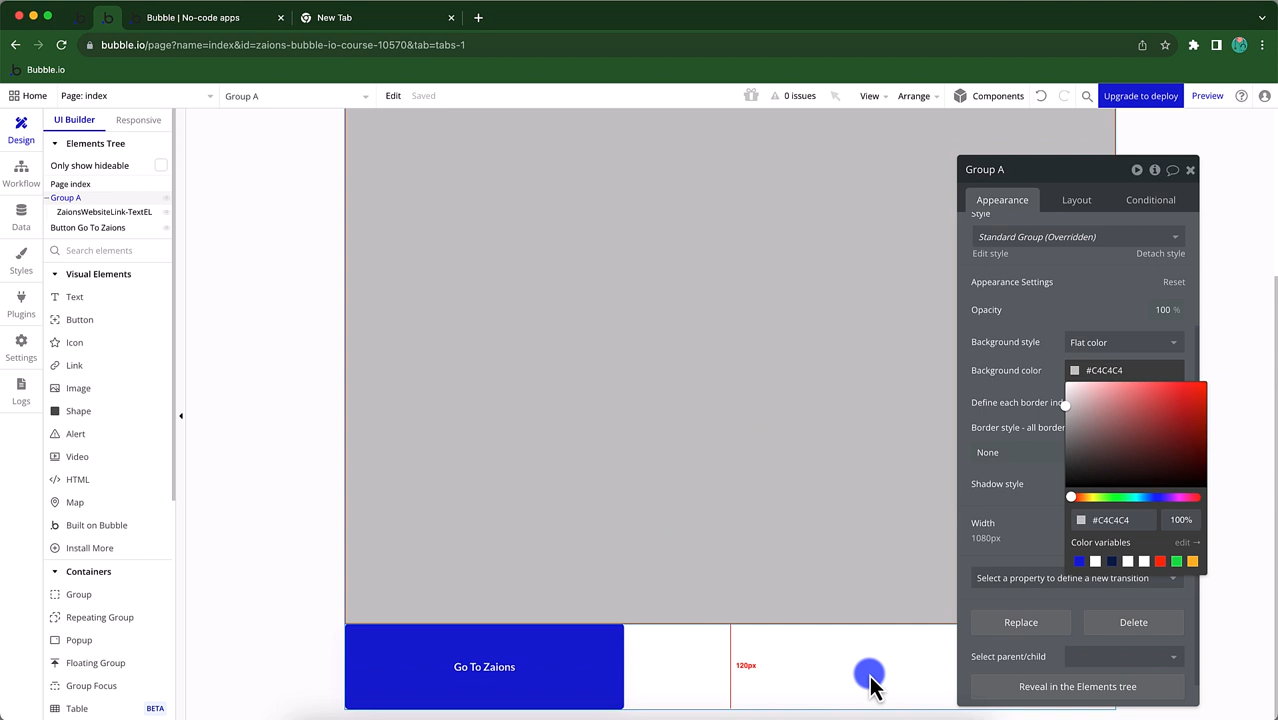 Bubble | No-code apps
New Tab
bubble.io/page?name=index&id=zaions-bubble-io-course-10570&tab=tabs-1
Bubble.io
Home
Page: index
Group A
Edit
Saved
0 issues
View
Arrange
Components
Upgrade to deploy
Preview
Design
Workflow
Data
Styles
Plugins
Settings
Logs
UI Builder
Responsive
Elements Tree
Only show hideable
Page index
Group A
ZaionsWebsiteLink-TextEL
Button Go To Zaions
Search elements
Visual Elements
Text
Button
Icon
Link
Image
Shape
Alert
Video
HTML
Map
Built on Bubble
Install More
Containers
Group
Repeating Group
Popup
Floating Group
Group Focus
Table
BETA
Go To Zaions
120px
Group A
Appearance
Layout
Conditional
Style
Standard Group (Overridden)
Edit style
Detach style
Appearance Settings
Reset
Opacity
100 %
Background style
Flat color
Background color
#C4C4C4
Define each border ind
Border style - all border
None
Shadow style
Width
1080px
#C4C4C4
100%
Color variables
edit →
Select a property to define a new transition
Replace
Delete
Select parent/child
Reveal in the Elements tree